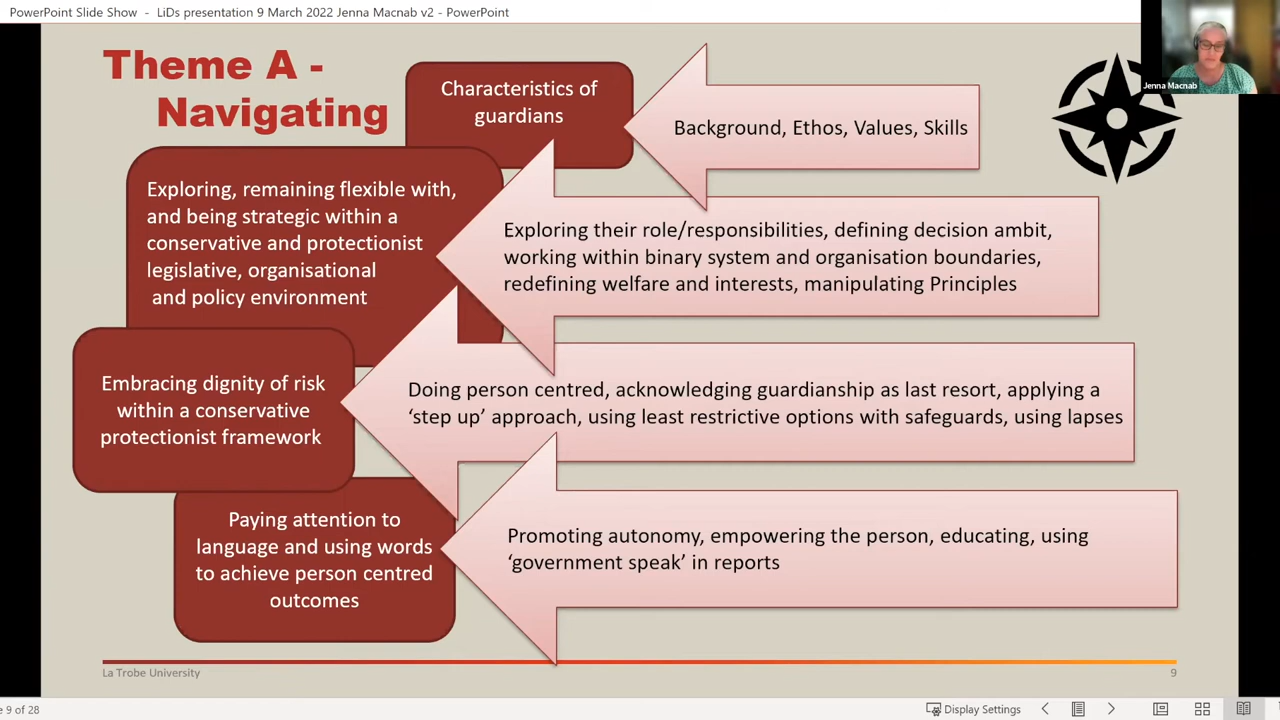 PowerPoint Slide Show - LiDs presentation 9 March 2022 Jenna Macnab v2 - PowerPoint
Jenna Macnab
Theme A -
Navigating
Characteristics of
guardians
Background, Ethos, Values, Skills
Exploring, remaining flexible with,
and being strategic within a
conservative and protectionist
legislative, organisational
and policy environment
Exploring their role/responsibilities, defining decision ambit,
working within binary system and organisation boundaries,
redefining welfare and interests, manipulating Principles
Embracing dignity of risk
within a conservative
protectionist framework
Doing person centred, acknowledging guardianship as last resort, applying a
‘step up’ approach, using least restrictive options with safeguards, using lapses
Paying attention to
language and using words
to achieve person centred
outcomes
Promoting autonomy, empowering the person, educating, using
‘government speak’ in reports
La Trobe University
9
e 9 of 28
Display Settings